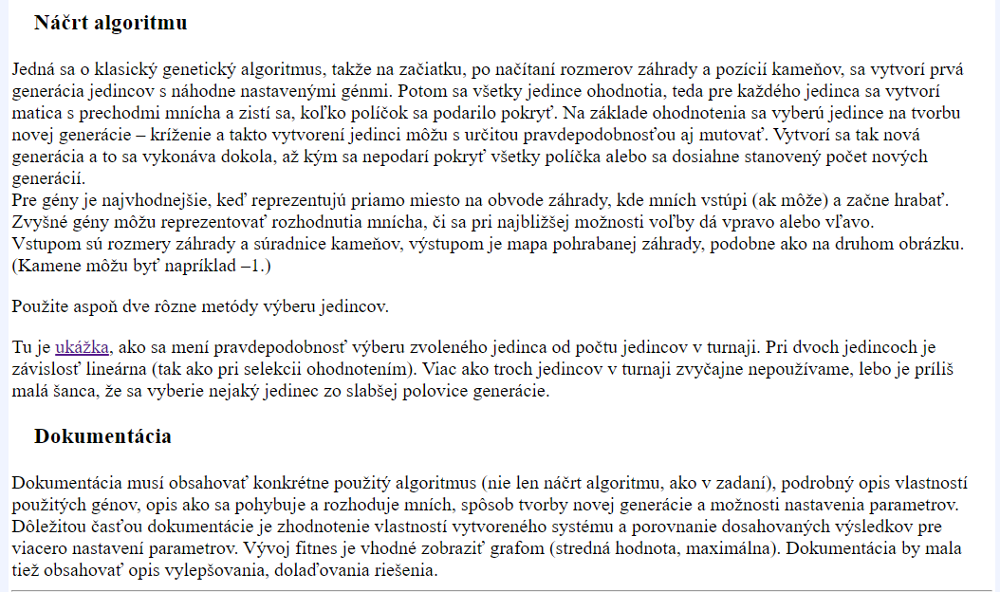 Náčrt algoritmu
Jedná sa o klasický genetický algoritmus, takže na začiatku, po načítaní rozmerov záhrady a pozícií kameňov, sa vytvorí prvá
generácia jedincov s náhodne nastavenými génmi. Potom sa všetky jedince ohodnotia, teda pre každého jedinca sa vytvorí
matica s prechodmi mnícha a zistí sa, koľko políčok sa podarilo pokryť. Na základe ohodnotenia sa vyberú jedince na tvorbu
novej generácie – kríženie a takto vytvorení jedinci môžu s určitou pravdepodobnosťou aj mutovať. Vytvorí sa tak nová
generácia a to sa vykonáva dokola, až kým sa nepodarí pokryť všetky políčka alebo sa dosiahne stanovený počet nových
generácií.
Pre gény je najvhodnejšie, keď reprezentujú priamo miesto na obvode záhrady, kde mních vstúpi (ak môže) a začne hrabať.
Zvyšné gény môžu reprezentovať rozhodnutia mnícha, či sa pri najbližšej možnosti voľby dá vpravo alebo vľavo.
Vstupom sú rozmery záhrady a súradnice kameňov, výstupom je mapa pohrabanej záhrady, podobne ako na druhom obrázku.
(Kamene môžu byť napríklad –1.)
Použite aspoň dve rôzne metódy výberu jedincov.
Tu je ukážka, ako sa mení pravdepodobnosť výberu zvoleného jedinca od počtu jedincov v turnaji. Pri dvoch jedincoch je
závislosť lineárna (tak ako pri selekcii ohodnotením). Viac ako troch jedincov v turnaji zvyčajne nepoužívame, lebo je príliš
malá šanca, že sa vyberie nejaký jedinec zo slabšej polovice generácie.
Dokumentácia
Dokumentácia musí obsahovať konkrétne použitý algoritmus (nie len náčrt algoritmu, ako v zadaní), podrobný opis vlastností
použitých génov, opis ako sa pohybuje a rozhoduje mních, spôsob tvorby novej generácie a možnosti nastavenia parametrov.
Dôležitou časťou dokumentácie je zhodnotenie vlastností vytvoreného systému a porovnanie dosahovaných výsledkov pre
viacero nastavení parametrov. Vývoj fitnes je vhodné zobraziť grafom (stredná hodnota, maximálna). Dokumentácia by mala
tiež obsahovať opis vylepšovania, dolaďovania riešenia.